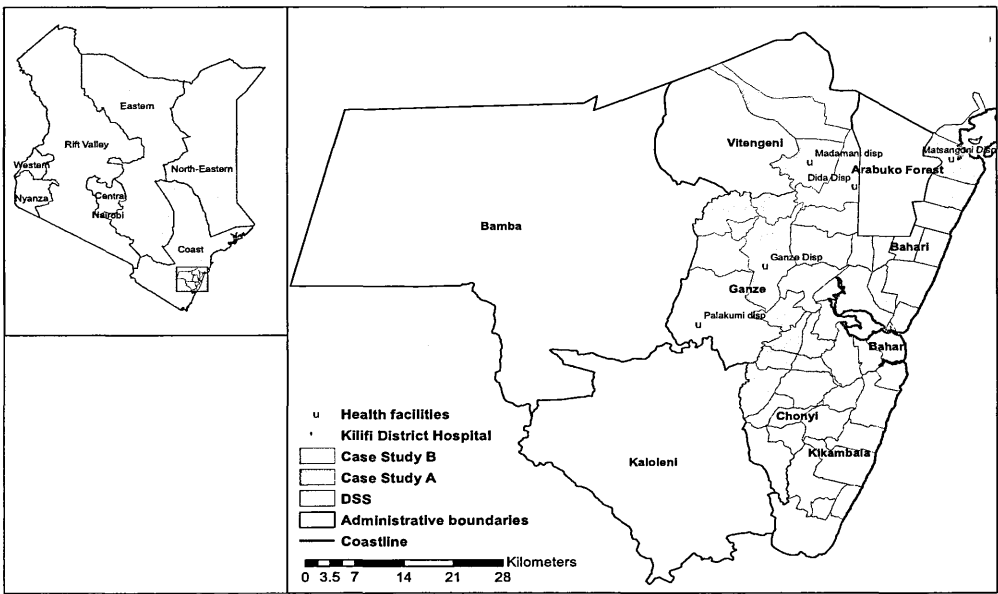 Eastern
Rift Valley
Western
North-Eastern
Nyanza
Central
Nairobi
Coast
Vitengeni
Madamani disp
Matsangoni Disp
Dida Disp
Arabuko Forest
Bamba
Bahari
Ganze Disp
Ganze
Palakumi disp
Bahari
Chonyi
Kikambala
Kaloleni
u Health facilities
Kilifi District Hospital
Case Study B
Case Study A
DSS
Administrative boundaries
Coastline
Kilometers
0 3.5 7 14 21 28